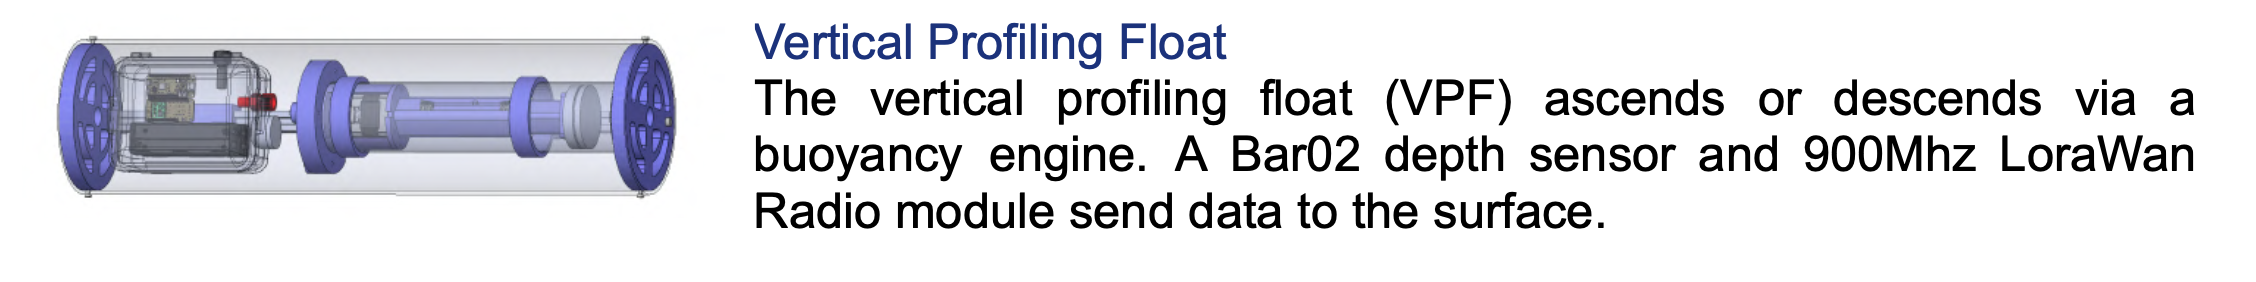 Vertical Profiling Float
The vertical profiling float (VPF) ascends or descends via a
buoyancy engine. A Bar02 depth sensor and 900Mhz LoraWan
Radio module send data to the surface.